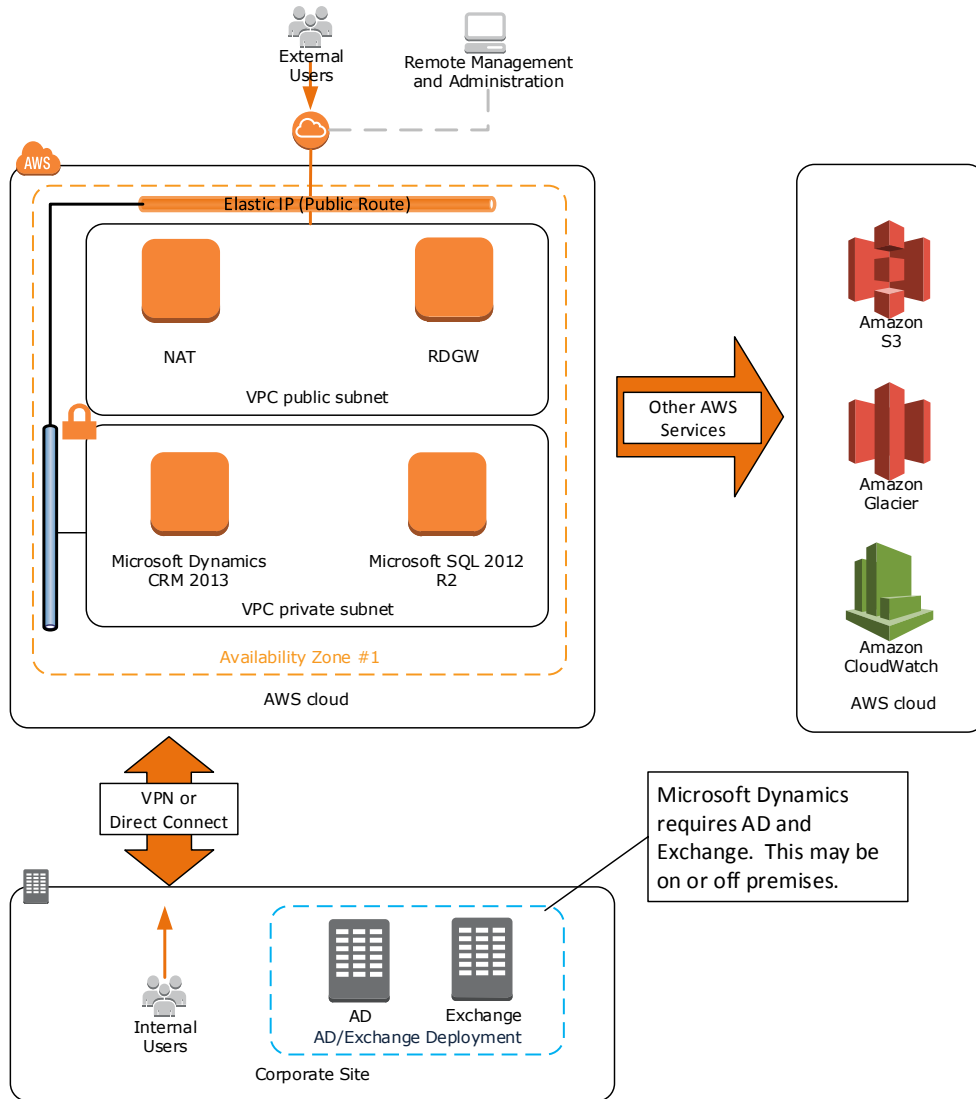 External
Users
Remote Management
and Administration
AWS
Elastic IP (Public Route)
NAT
RDGW
VPC public subnet
Microsoft Dynamics
CRM 2013
Microsoft SQL 2012
R2
VPC private subnet
Availability Zone #1
AWS cloud
Other AWS
Services
Amazon
S3
Amazon
Glacier
Amazon
CloudWatch
AWS cloud
VPN or
Direct Connect
Microsoft Dynamics
requires AD and
Exchange.  This may be
on or off premises.
Internal
Users
AD
Exchange
AD/Exchange Deployment
Corporate Site